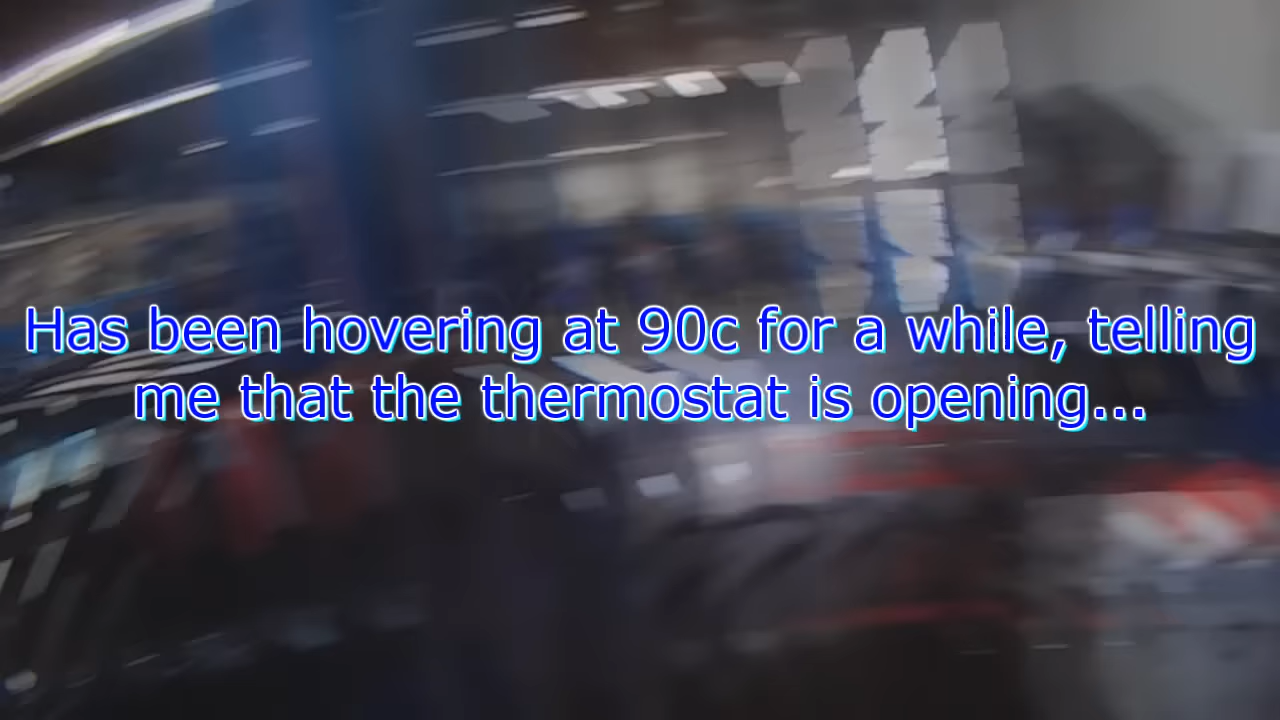 Has been hovering at 90c for a while, telling
me that the thermostat is opening...